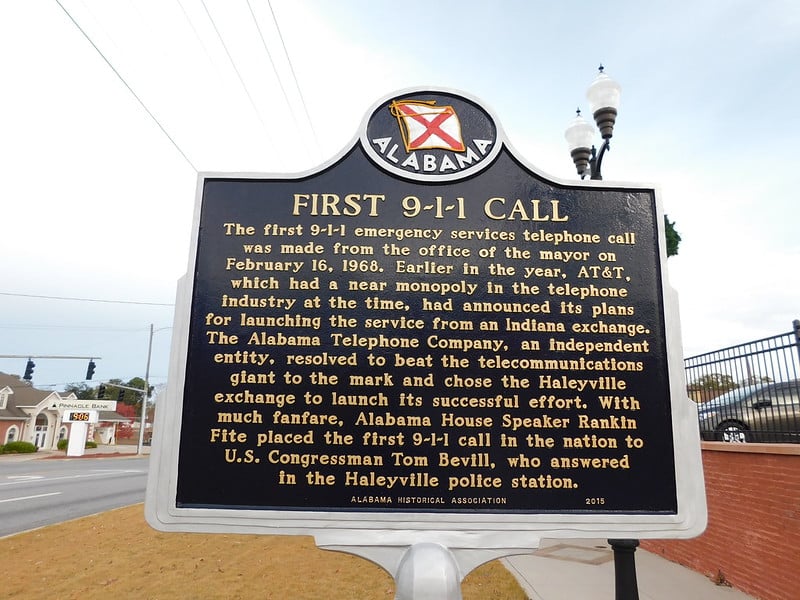 ALABAMA
FIRST 9-1-1 CALL
The first 9-1-1 emergency services telephone call
was made from the office of the mayor on
February 16, 1968. Earlier in the year, AT&T,
which had a near monopoly in the telephone
industry at the time, had announced its plans
for launching the service from an Indiana exchange.
The Alabama Telephone Company, an independent
entity, resolved to beat the telecommunications
giant to the mark and chose the Haleyville
exchange to launch its successful effort. With
much fanfare, Alabama House Speaker Rankin
Fite placed the first 9-1-1 call in the nation to
U.S. Congressman Tom Bevill, who answered
in the Haleyville police station.
ALABAMA HISTORICAL ASSOCIATION 2015
PINNACLE BANK